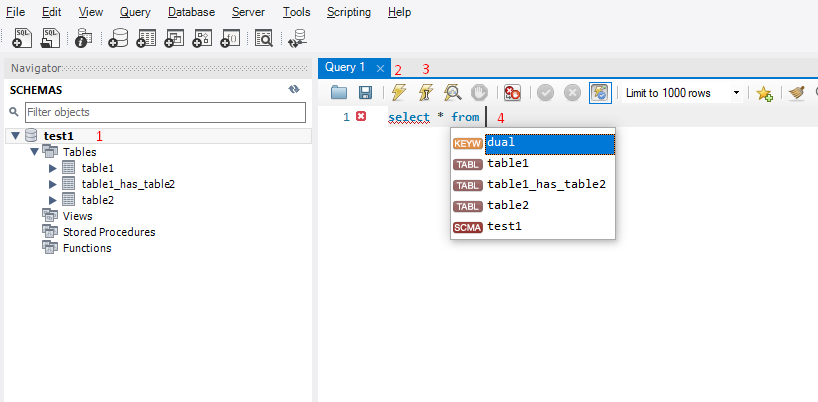 File Edit View Query Database Server Tools Scripting Help
SQL SQL
Navigator
SCHEMAS
Filter objects
test1 1
Tables
table1
table1_has_table2
table2
Views
Stored Procedures
Functions
Query 1 2 3
Limit to 1000 rows
1 select * from 4
KEYW dual
TABL table1
TABL table1_has_table2
TABL table2
SCMA test1